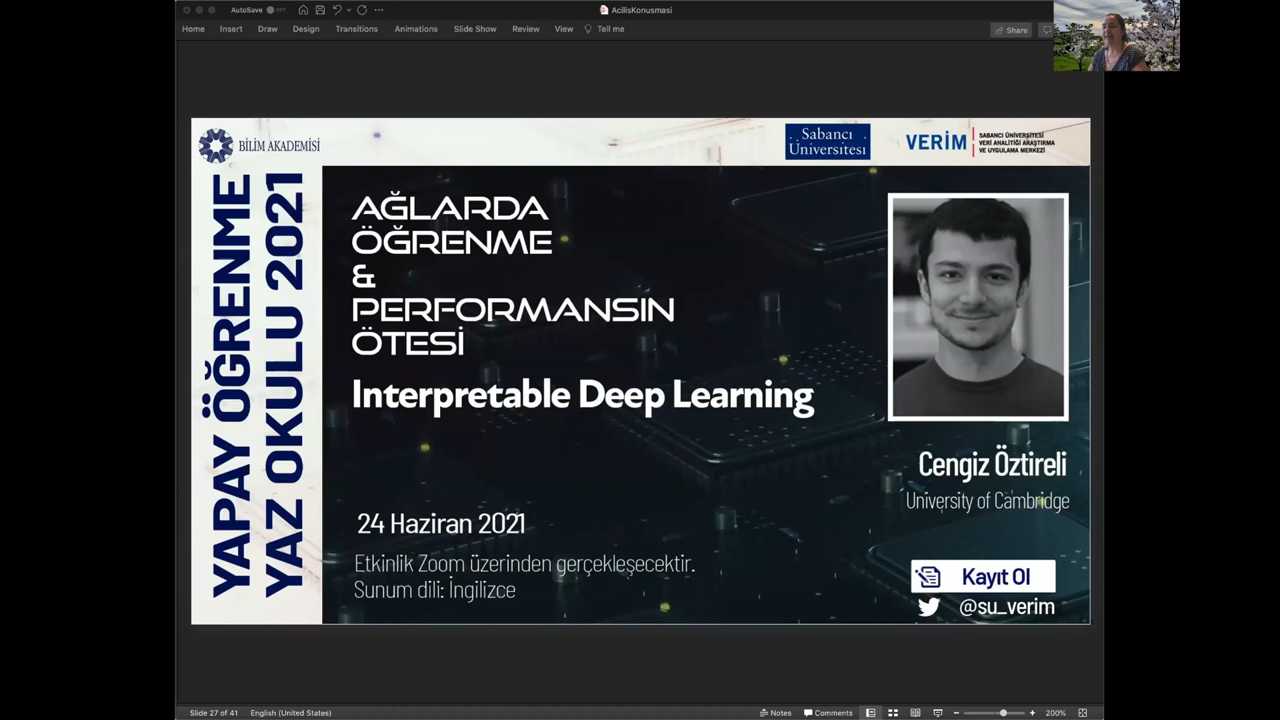 AutoSave
OFF
AcilisKonusmasi
Home
Insert
Draw
Design
Transitions
Animations
Slide Show
Review
View
Tell me
Share
BİLİM AKADEMİSİ
Sabancı
Üniversitesi
VERİM
SABANCI ÜNİVERSİTESİ
VERİ ANALİTİĞİ ARAŞTIRMA
VE UYGULAMA MERKEZİ
YAPAY ÖĞRENME
YAZ OKULU 2021
AĞLARDA
ÖĞRENME
&
PERFORMANSIN
ÖTESİ
Interpretable Deep Learning
Cengiz Öztireli
University of Cambridge
24 Haziran 2021
Etkinlik Zoom üzerinden gerçekleşecektir.
Sunum dili: İngilizce
Kayıt Ol
@su_verim
Slide 27 of 41
English (United States)
Notes
Comments
200%